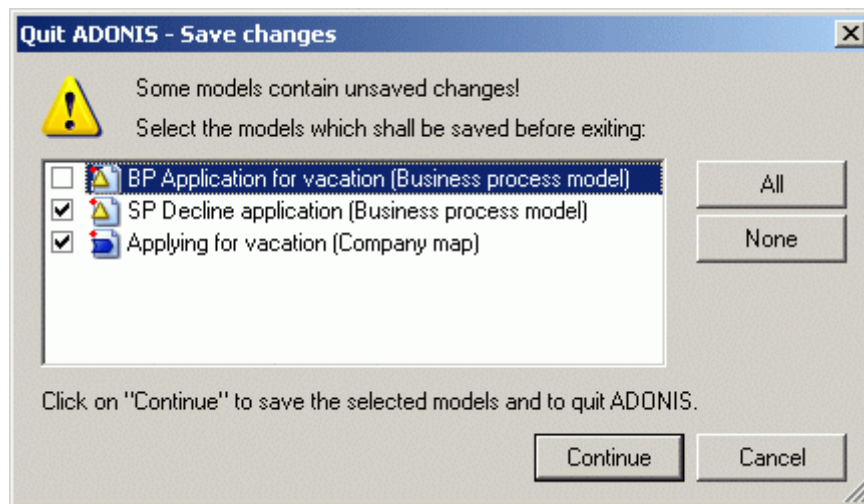 Quit ADONIS - Save changes
Some models contain unsaved changes!
Select the models which shall be saved before exiting:
BP Application for vacation (Business process model)
SP Decline application (Business process model)
Applying for vacation (Company map)
All
None
Click on "Continue" to save the selected models and to quit ADONIS.
Continue
Cancel